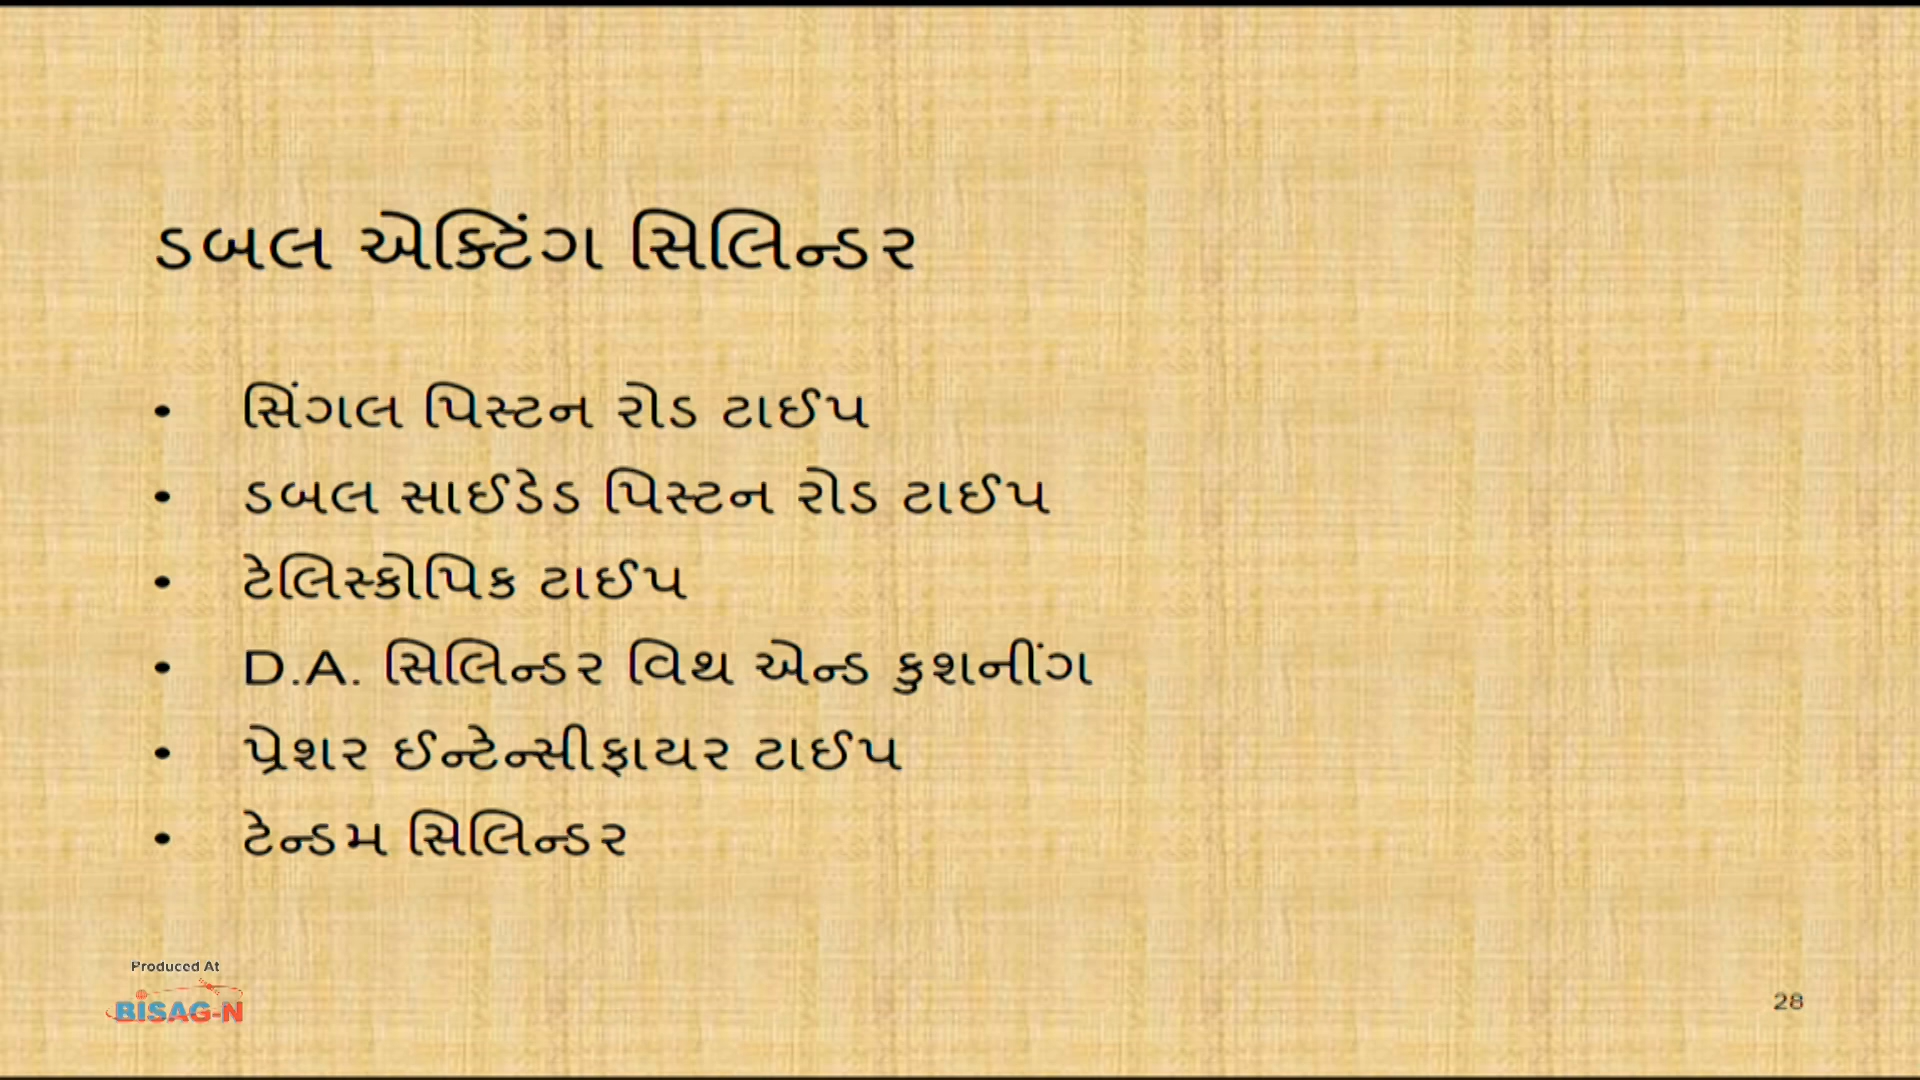 ડબલ એક્ટિંગ સિલિન્ડર
• સિંગલ પિસ્ટન રોડ ટાઈપ
• ડબલ સાઈડેડ પિસ્ટન રોડ ટાઈપ
• ટેલિસ્કોપિક ટાઈપ
• D.A. સિલિન્ડર વિથ એન્ડ કુશનીંગ
• પ્રેશર ઈન્ટેન્સીફાયર ટાઈપ
• ટેન્ડમ સિલિન્ડર
Produced At
BISAG-N
28